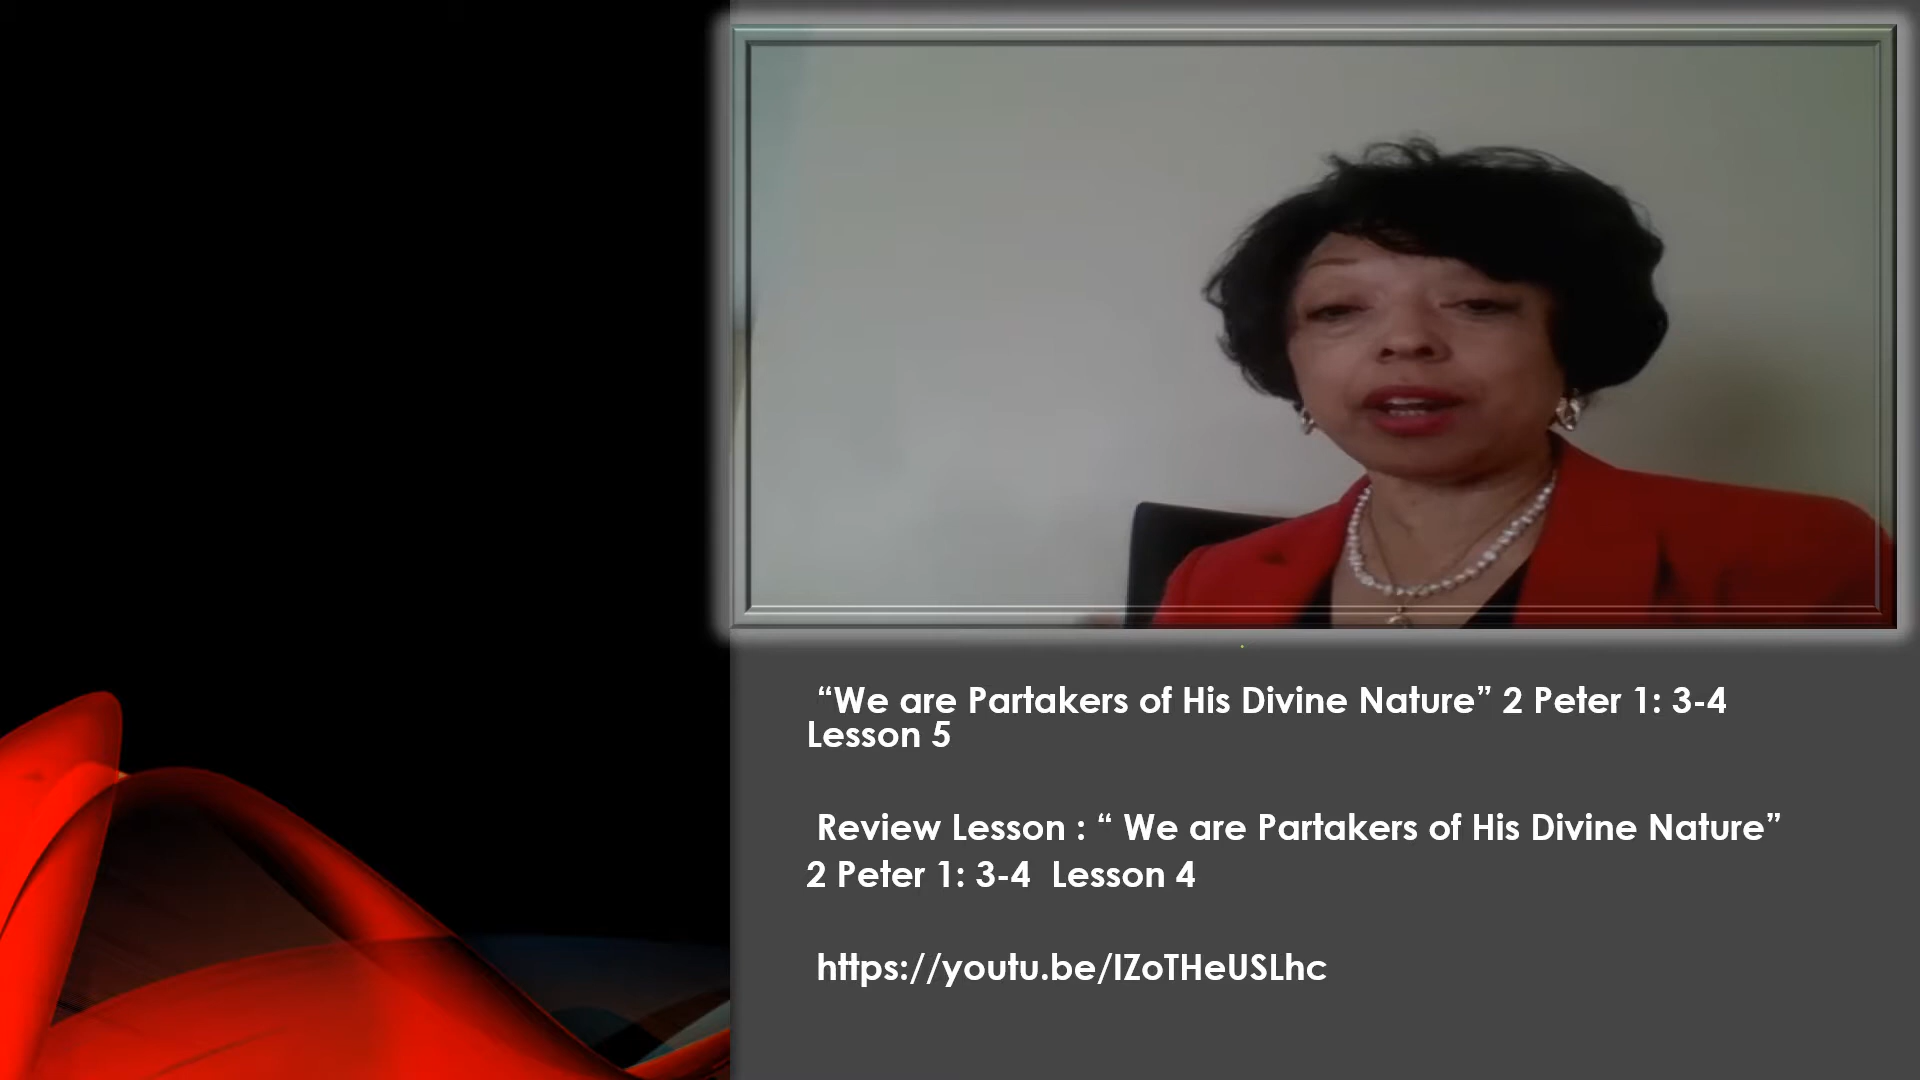 “We are Partakers of His Divine Nature” 2 Peter 1: 3-4
Lesson 5
Review Lesson : “ We are Partakers of His Divine Nature”
2 Peter 1: 3-4 Lesson 4
https://youtu.be/IZoTHeUSLhc